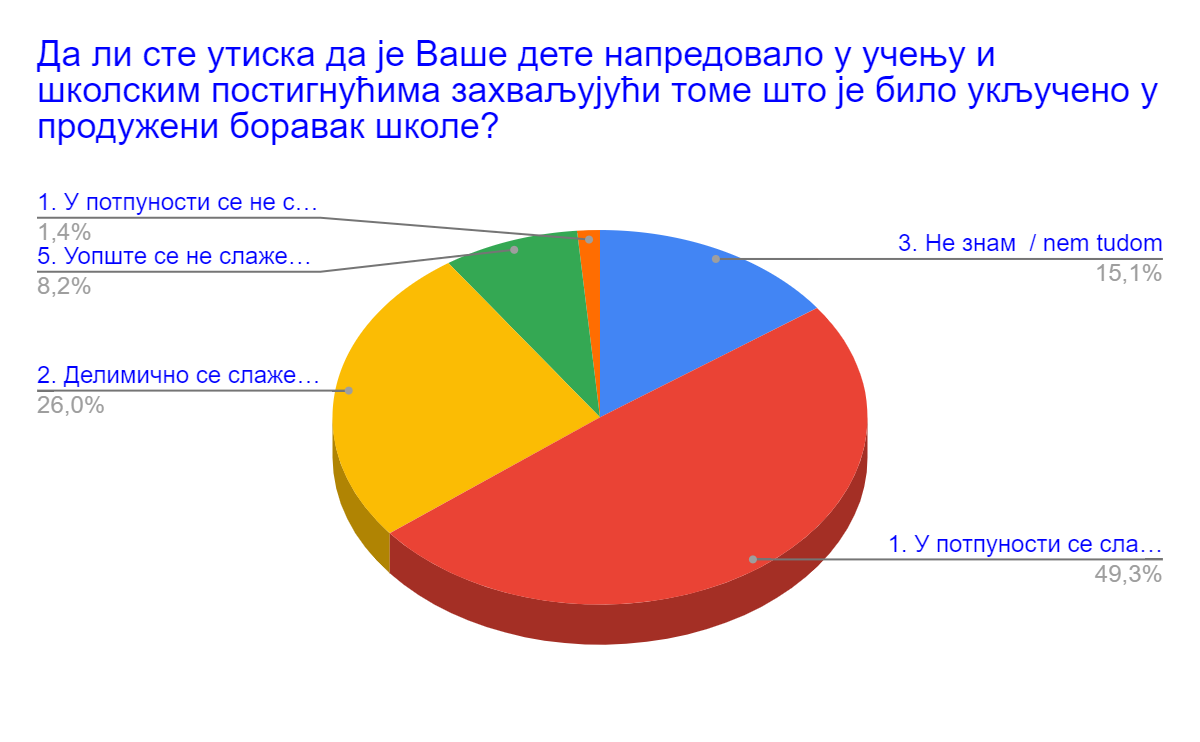 Да ли сте утиска да је Ваше дете напредовало у учењу и
школским постигнућима захваљујући томе што је било укључено у
продужени боравак школе?
1. У потпуности се не с…
1,4%
5. Уопште се не слаже…
8,2%
2. Делимично се слаже…
26,0%
3. Не знам  / nem tudom
15,1%
1. У потпуности се сла…
49,3%